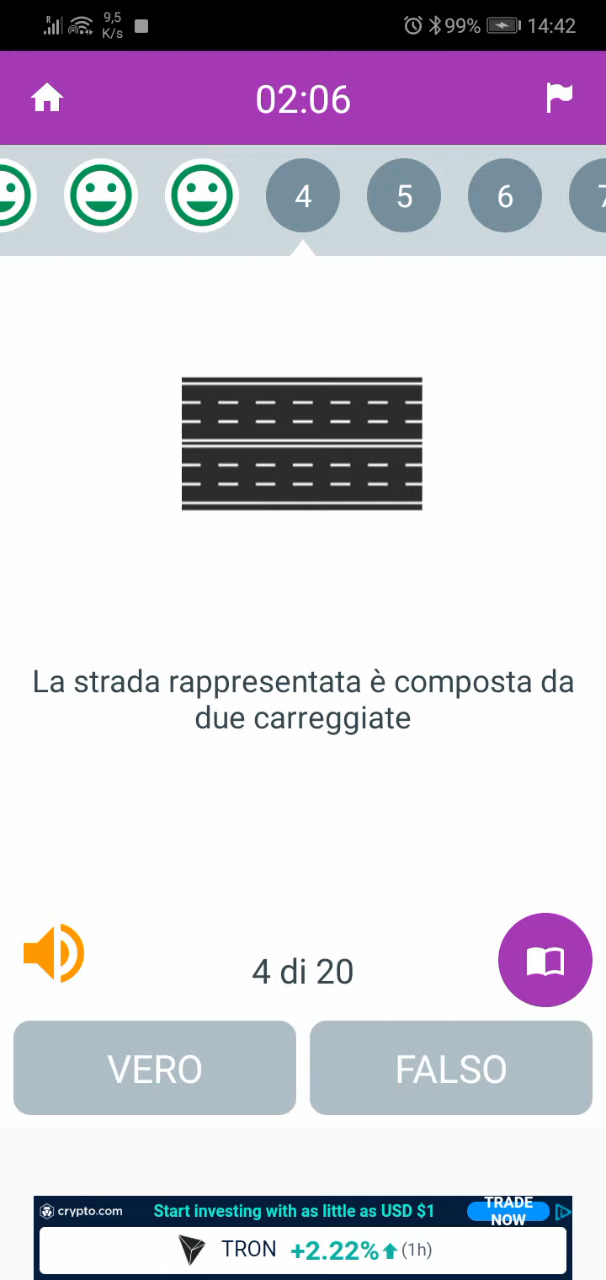 R
9,5
K/s
99%
14:42
02:06
4
5
6
7
La strada rappresentata è composta da
due carreggiate
4 di 20
VERO
FALSO
crypto.com
Start investing with as little as USD $1
TRADE
NOW
TRON +2.22% (1h)